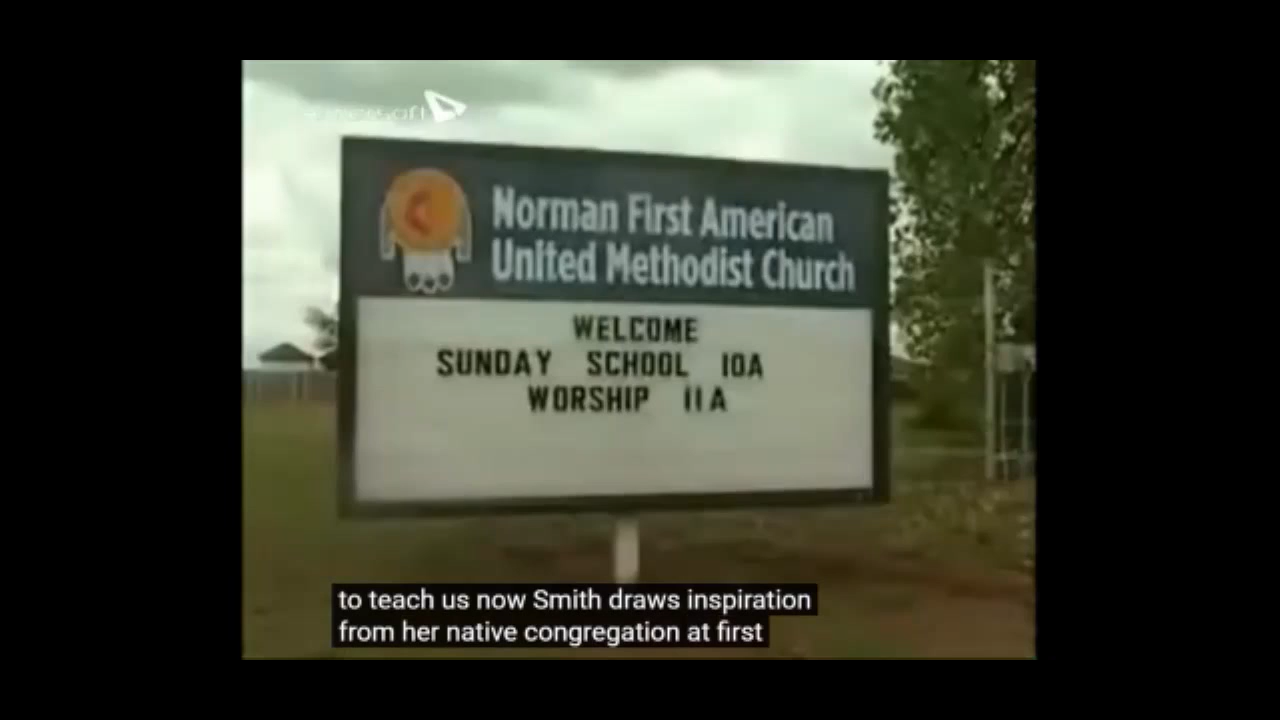 Norman First American
United Methodist Church
WELCOME
SUNDAY SCHOOL 10A
WORSHIP 11A
to teach us now Smith draws inspiration
from her native congregation at first